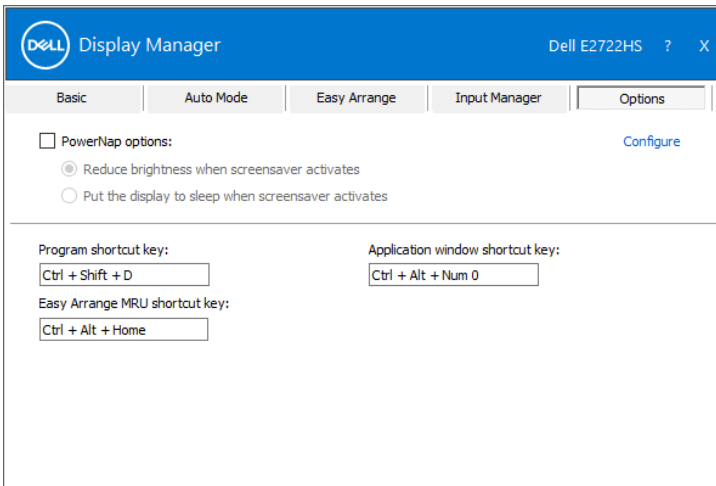 DELL Display Manager Dell E2722HS ? X
Basic Auto Mode Easy Arrange Input Manager Options
PowerNap options: Configure
Reduce brightness when screensaver activates
Put the display to sleep when screensaver activates
Program shortcut key: Application window shortcut key:
Ctrl + Shift + D Ctrl + Alt + Num 0
Easy Arrange MRU shortcut key:
Ctrl + Alt + Home